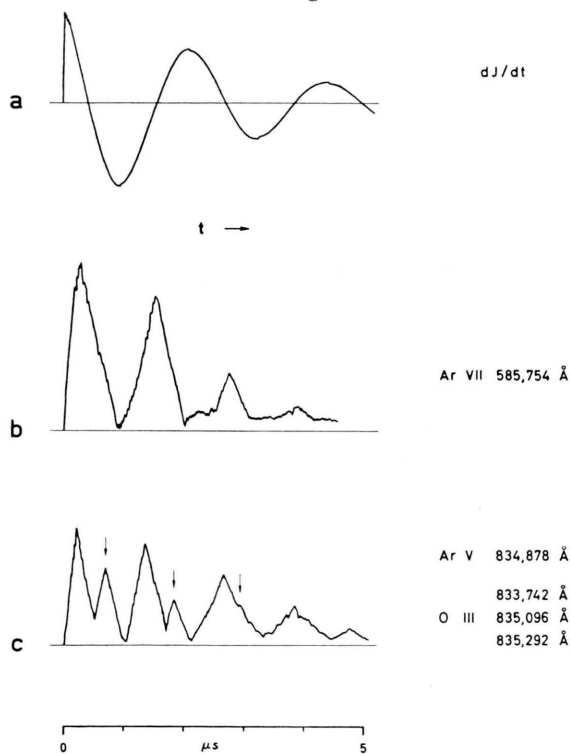 a
dJ/dt
t →
b
Ar VII 585,754 Å
c
Ar V 834,878 Å
833,742 Å
O III 835,096 Å
835,292 Å
0 μs 5